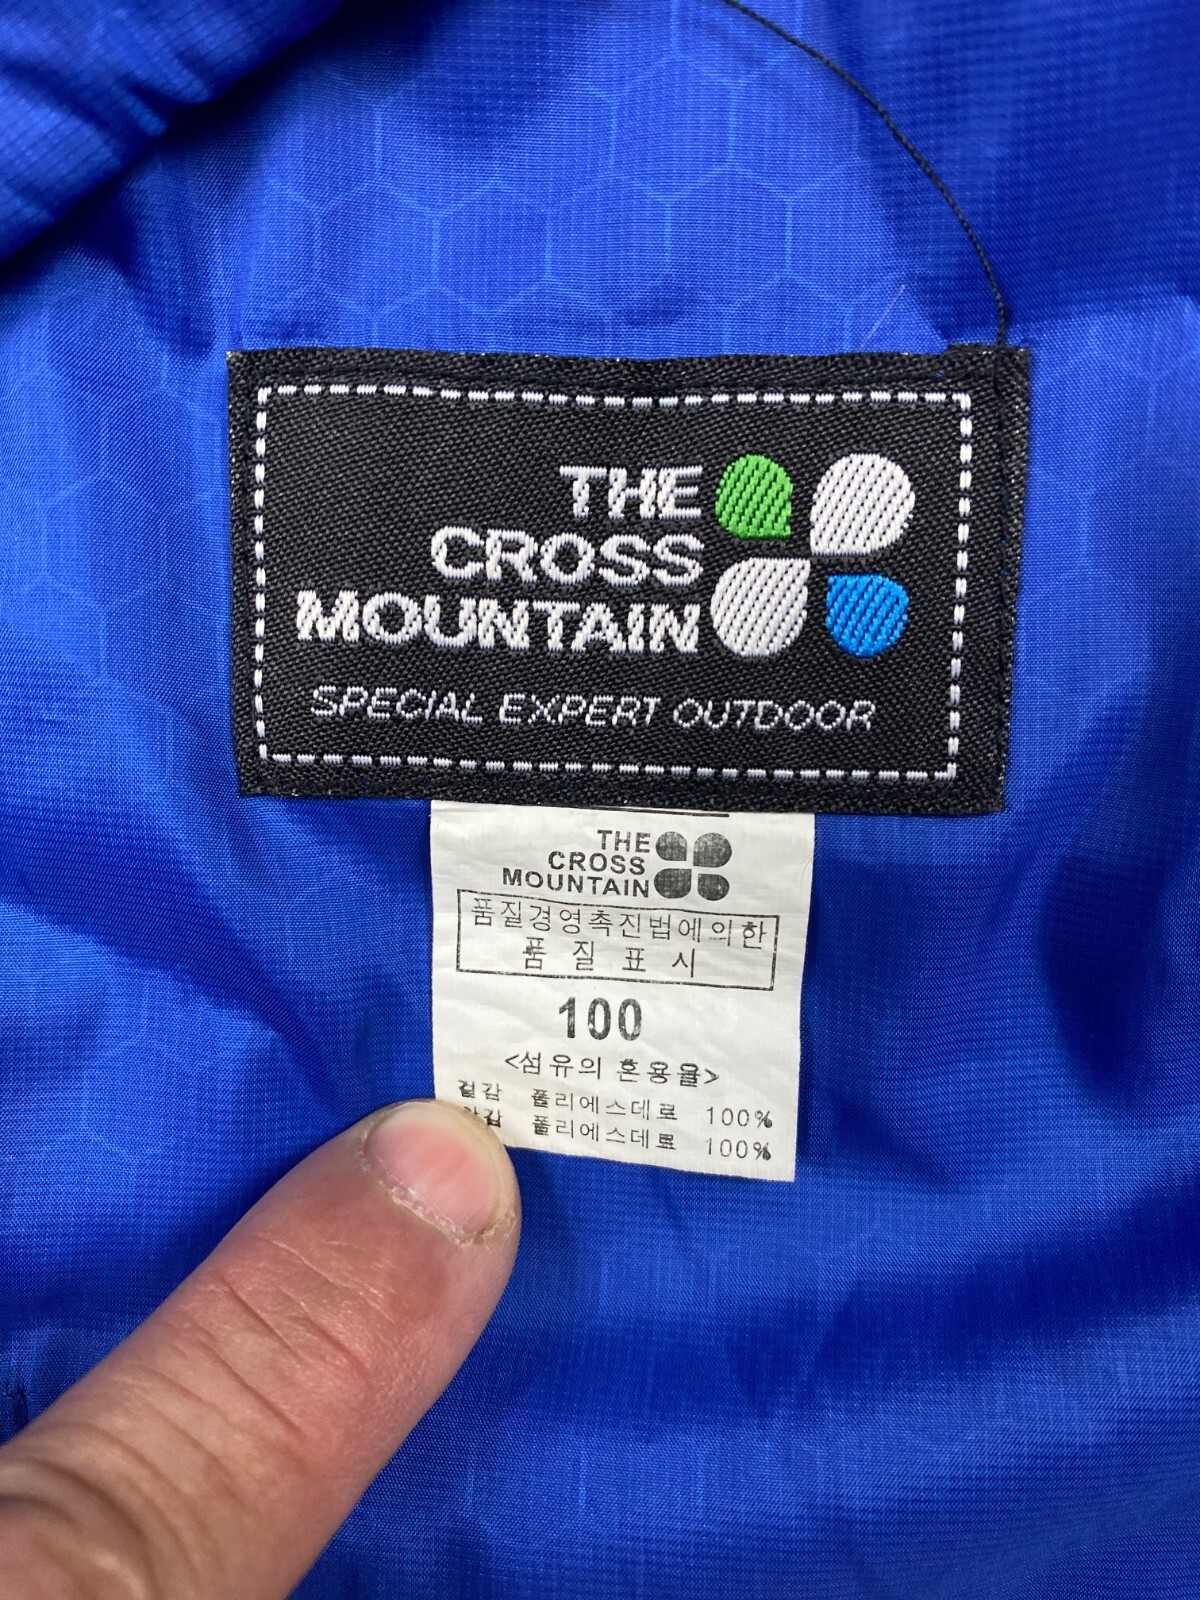 THE
CROSS
MOUNTAIN
SPECIAL EXPERT OUTDOOR
THE
CROSS
MOUNTAIN
품질경영촉진법에의한
품 질 표 시
100
<섬유의 혼용율>
겉감 폴리에스데르 100%
폴리에스데르 100%